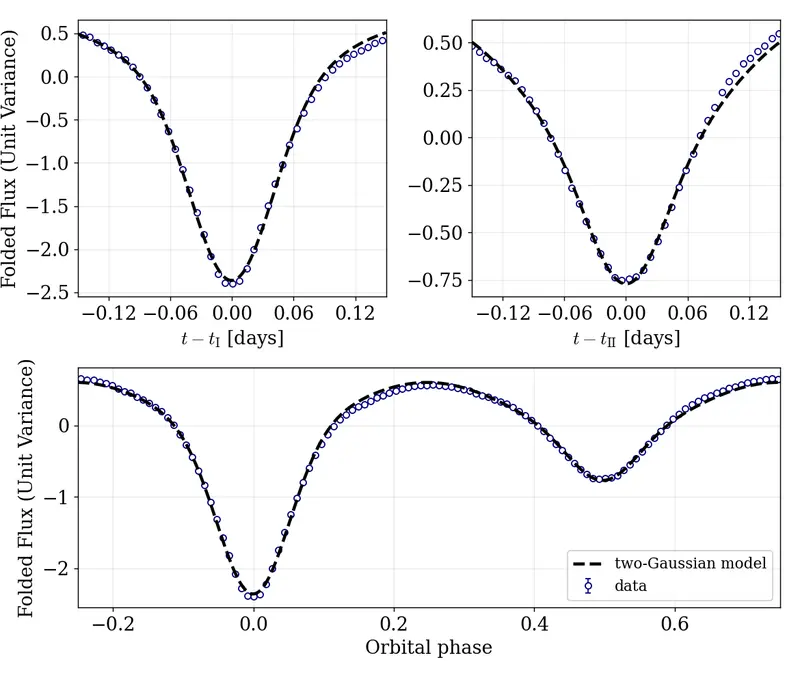 Folded Flux (Unit Variance)
0.5
0.0
−0.5
−1.0
−1.5
−2.0
−2.5
−0.12 −0.06 0.00 0.06 0.12
t − tI [days]
0.50
0.25
0.00
−0.25
−0.50
−0.75
−0.12 −0.06 0.00 0.06 0.12
t − tII [days]
Folded Flux (Unit Variance)
0
−1
−2
two-Gaussian model
data
−0.2 0.0 0.2 0.4 0.6
Orbital phase